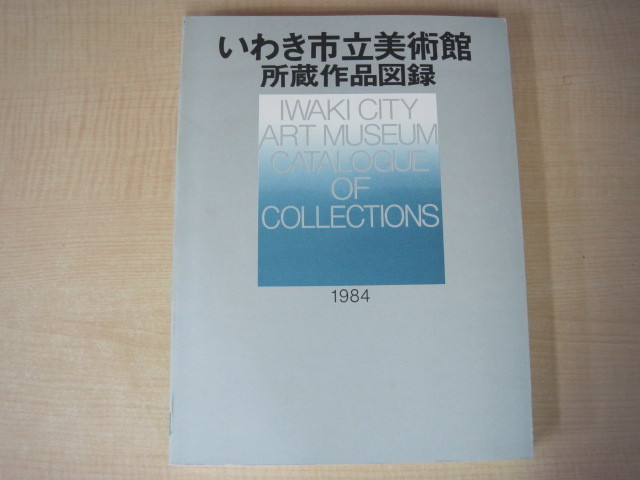 いわき市立美術館
所蔵作品図録
IWAKI CITY
ART MUSEUM
CATALOGUE
OF
COLLECTIONS
1984